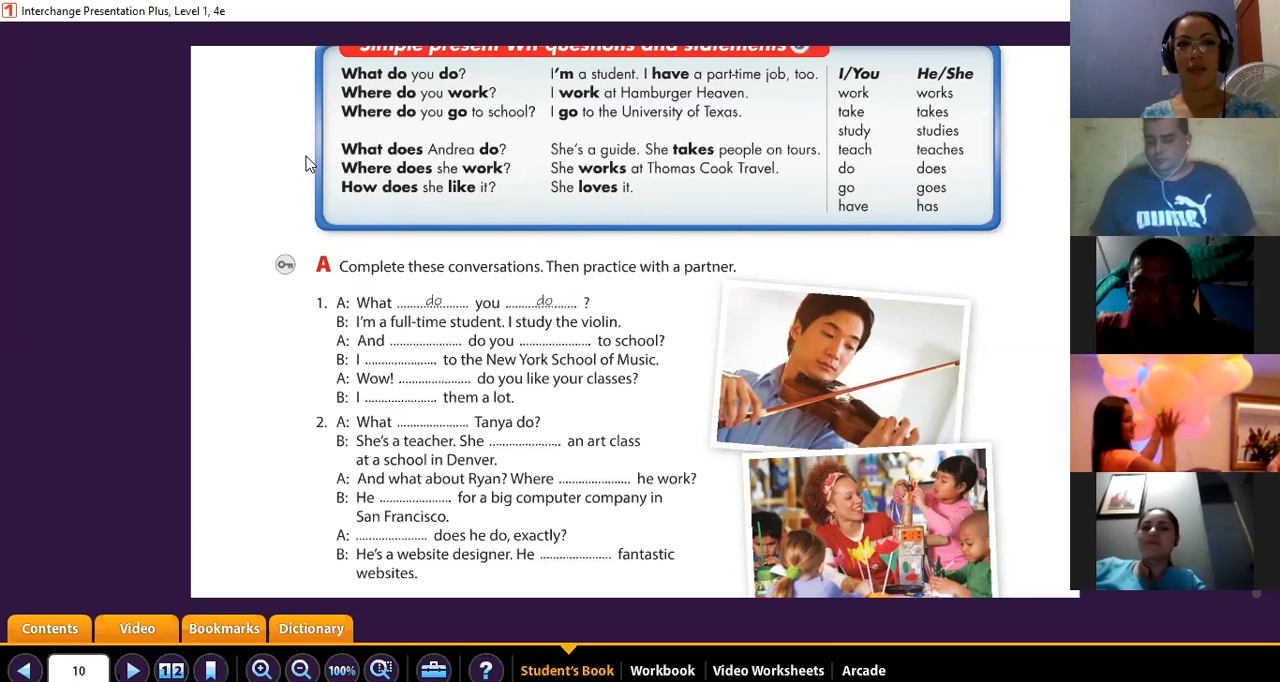 Interchange Presentation Plus, Level 1, 4e
Simple present Wh-questions and statements
What do you do? I'm a student. I have a part-time job, too. I/You He/She
Where do you work? I work at Hamburger Heaven. work works
Where do you go to school? I go to the University of Texas. take takes
study studies
What does Andrea do? She's a guide. She takes people on tours. teach teaches
Where does she work? She works at Thomas Cook Travel. do does
How does she like it? She loves it. go goes
have has
A Complete these conversations. Then practice with a partner.
1. A: What ....do.... you ....do.... ?
B: I'm a full-time student. I study the violin.
A: And .................... do you .................... to school?
B: I .................... to the New York School of Music.
A: Wow! .................... do you like your classes?
B: I .................... them a lot.
2. A: What .................... Tanya do?
B: She's a teacher. She .................... an art class
at a school in Denver.
A: And what about Ryan? Where .................... he work?
B: He .................... for a big computer company in
San Francisco.
A: .................... does he do, exactly?
B: He's a website designer. He .................... fantastic
websites.
puma
Contents Video Bookmarks Dictionary
10 12 100% ? Student's Book Workbook Video Worksheets Arcade